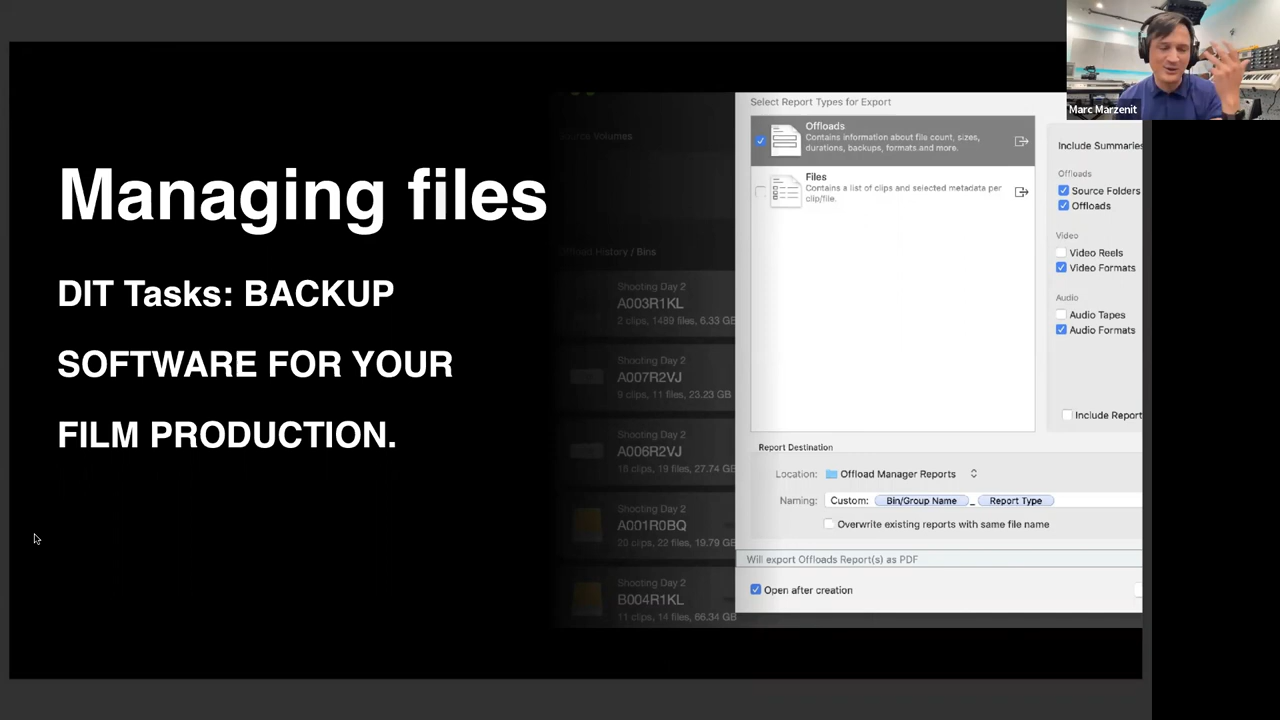 Managing files
DIT Tasks: BACKUP
SOFTWARE FOR YOUR
FILM PRODUCTION.
Source Volumes
Offload History / Bins
Shooting Day 2
A003R1KL
2 clips, 1489 files, 6.33 GB
Shooting Day 2
A007R2VJ
9 clips, 11 files, 23.23 GB
Shooting Day 2
A006R2VJ
18 clips, 19 files, 27.74 GB
Shooting Day 2
A001R0BQ
20 clips, 22 files, 19.79 GB
Shooting Day 2
B004R1KL
11 clips, 14 files, 66.34 GB
Select Report Types for Export
Offloads
Contains information about file count, sizes,
durations, backups, formats and more.
Files
Contains a list of clips and selected metadata per
clip/file.
Include Summaries
Offloads
Source Folders
Offloads
Video
Video Reels
Video Formats
Audio
Audio Tapes
Audio Formats
Include Report
Report Destination
Location: Offload Manager Reports
Naming: Custom: Bin/Group Name _ Report Type
Overwrite existing reports with same file name
Will export Offloads Report(s) as PDF
Open after creation
Marc Marzenit